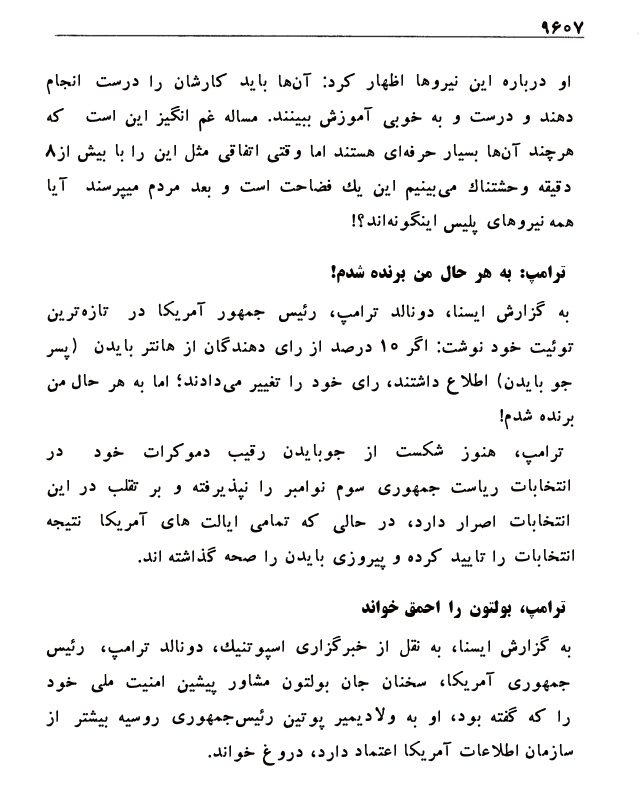 ۹۶۰۷
او درباره این نیروها اظهار کرد: آن‌ها باید کارشان را درست انجام
دهند و درست و به خوبی آموزش ببینند. مساله غم انگیز این است که
هرچند آن‌ها بسیار حرفه‌ای هستند اما وقتی اتفاقی مثل این را با بیش از ۸
دقیقه وحشتناك می‌بینیم این یك فضاحت است و بعد مردم میپرسند آیا
همه نیروهای پلیس اینگونه‌اند؟!
ترامپ: به هر حال من برنده شدم!
به گزارش ایسنا، دونالد ترامپ، رئیس جمهور آمریکا در تازه‌ترین
توئیت خود نوشت: اگر ۱۰ درصد از رای دهندگان از هانتر بایدن (پسر
جو بایدن) اطلاع داشتند، رای خود را تغییر می‌دادند؛ اما به هر حال من
برنده شدم!
ترامپ، هنوز شکست از جوبایدن رقیب دموکرات خود در
انتخابات ریاست جمهوری سوم نوامبر را نپذیرفته و بر تقلب در این
انتخابات اصرار دارد، در حالی که تمامی ایالت های آمریکا نتیجه
انتخابات را تایید کرده و پیروزی بایدن را صحه گذاشته اند.
ترامپ، بولتون را احمق خواند
به گزارش ایسنا، به نقل از خبرگزاری اسپوتنیك، دونالد ترامپ، رئیس
جمهوری آمریکا، سخنان جان بولتون مشاور پیشین امنیت ملی خود
را که گفته بود، او به ولادیمیر پوتین رئیس‌جمهوری روسیه بیشتر از
سازمان اطلاعات آمریکا اعتماد دارد، دروغ خواند.